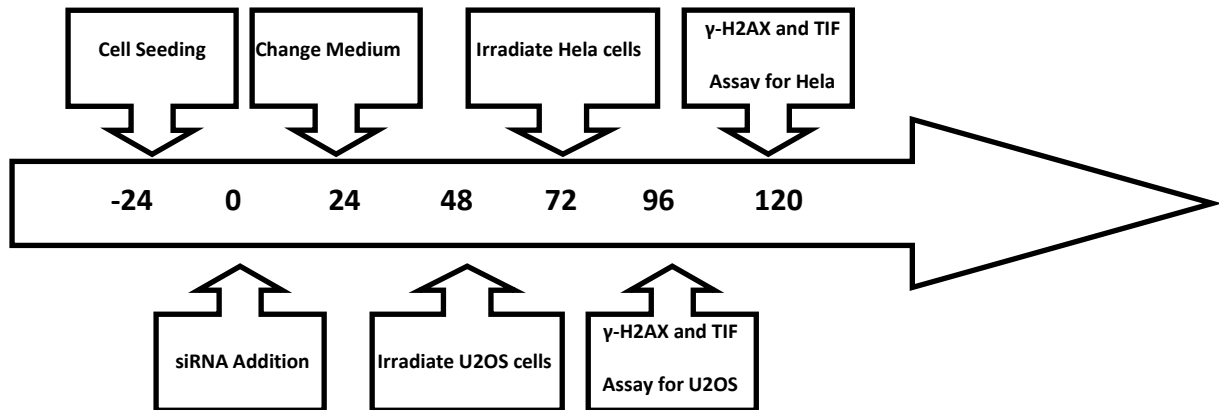 Cell Seeding
Change Medium
Irradiate Hela cells
γ-H2AX and TIF
Assay for Hela
-24 0 24 48 72 96 120
siRNA Addition
Irradiate U2OS cells
γ-H2AX and TIF
Assay for U2OS